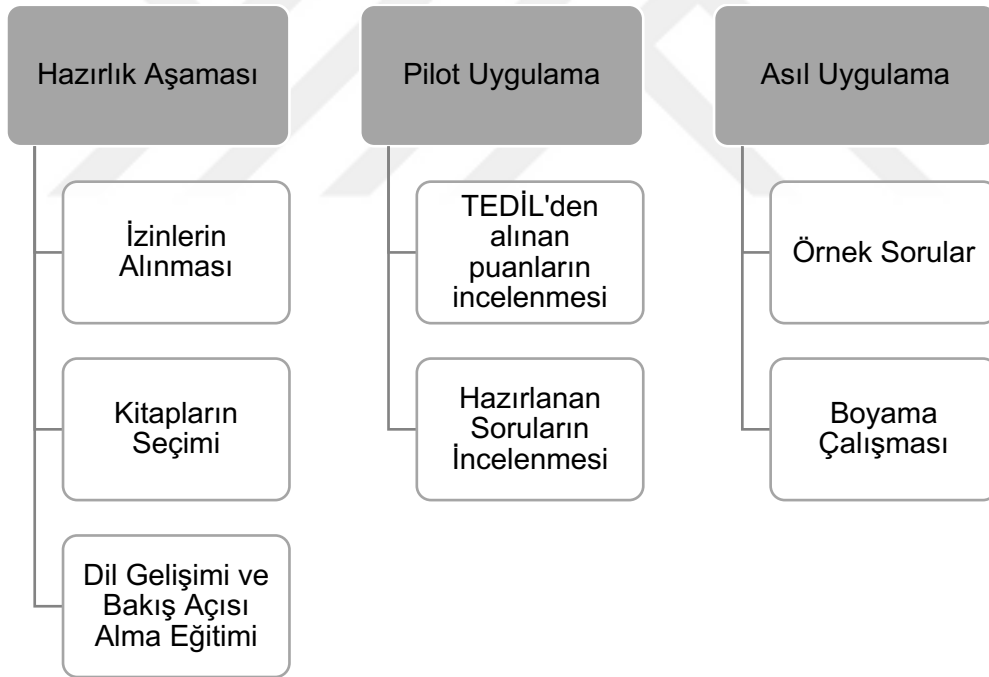 Hazırlık Aşaması
İzinlerin
Alınması
Kitapların
Seçimi
Dil Gelişimi ve
Bakış Açısı
Alma Eğitimi
Pilot Uygulama
TEDİL'den
alınan
puanların
incelenmesi
Hazırlanan
Soruların
İncelenmesi
Asıl Uygulama
Örnek Sorular
Boyama
Çalışması